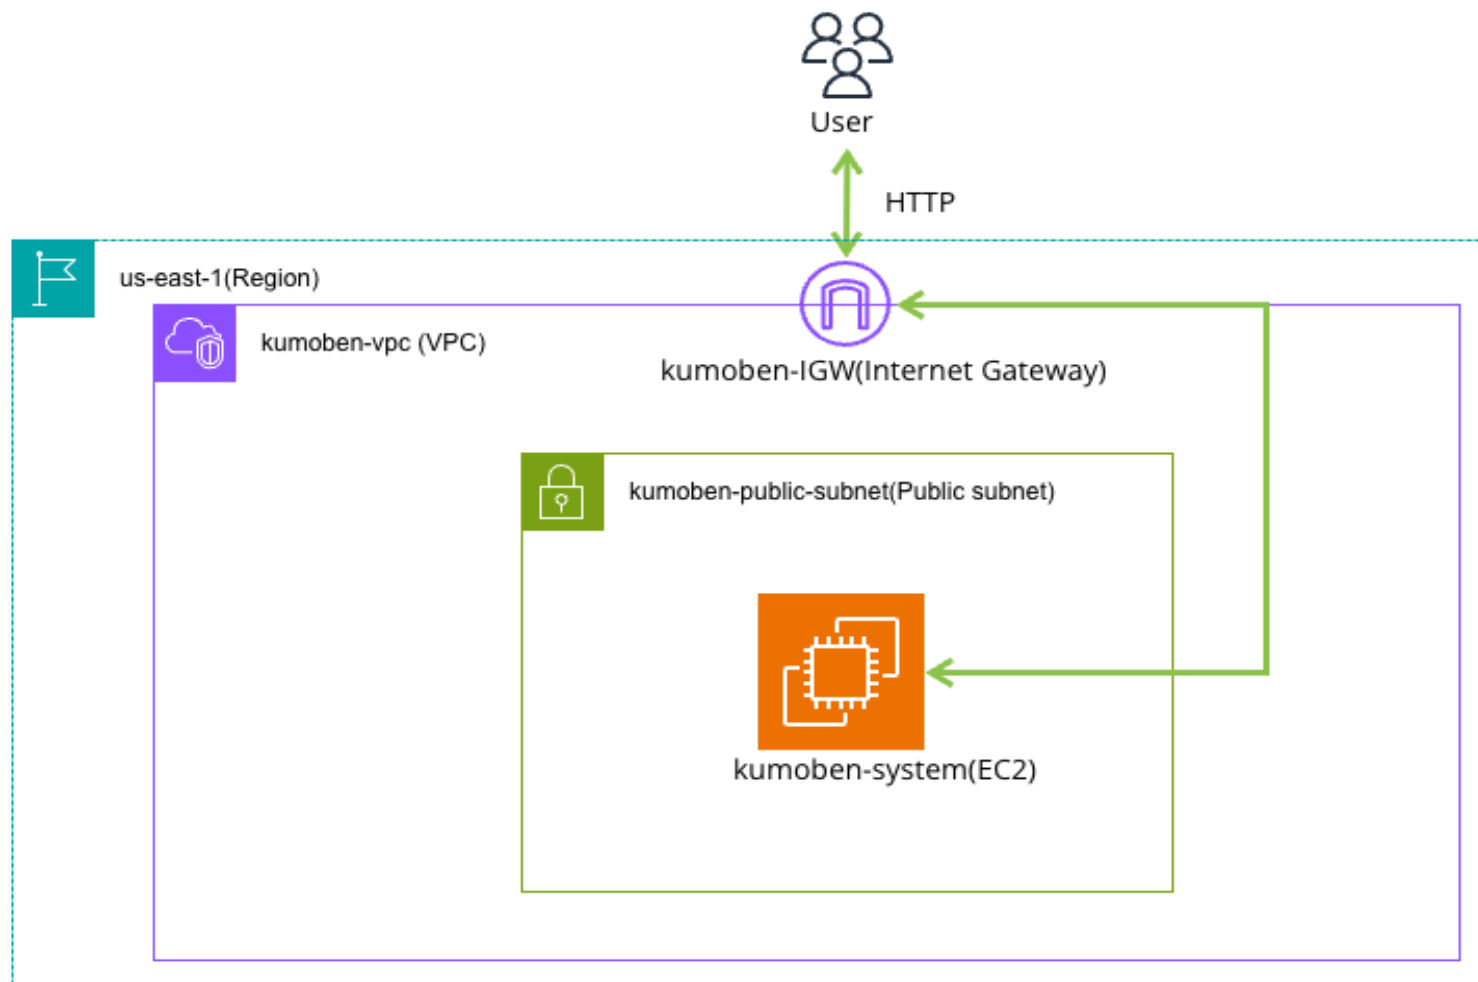 User
HTTP
us-east-1(Region)
kumoben-vpc (VPC)
kumoben-IGW(Internet Gateway)
kumoben-public-subnet(Public subnet)
kumoben-system(EC2)